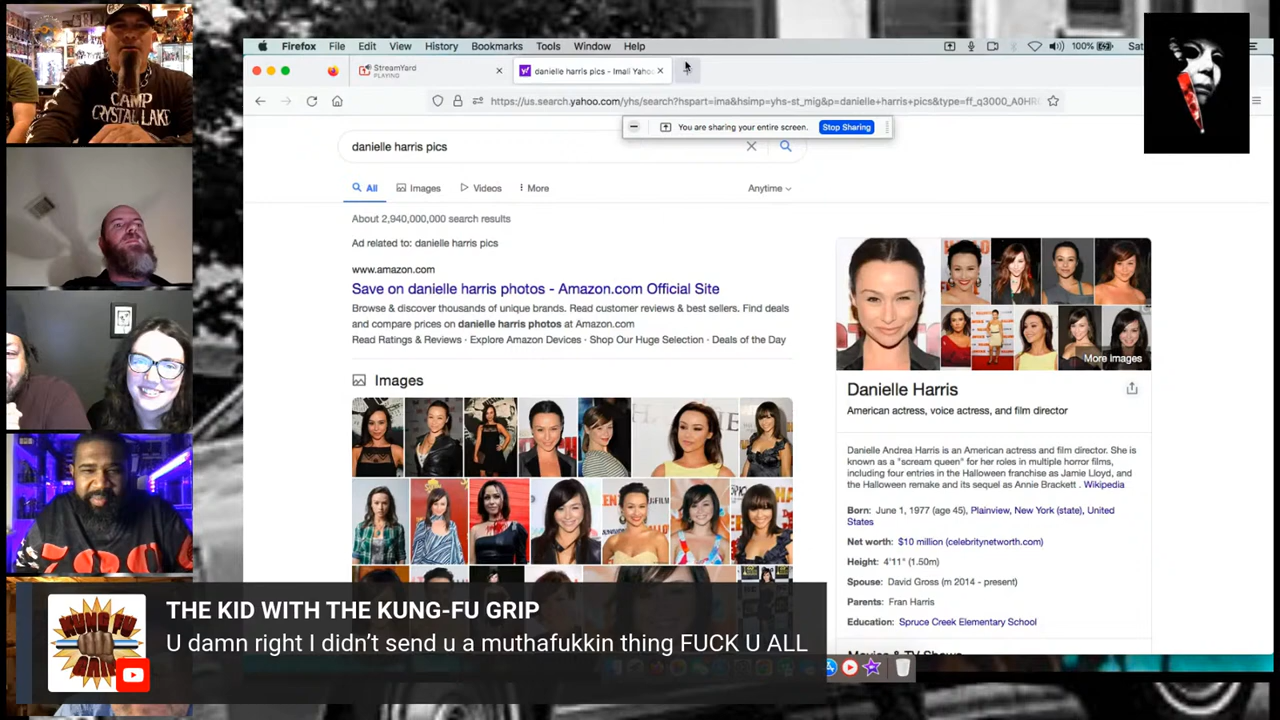 CAMP
CRYSTAL LAKE
Firefox File Edit View History Bookmarks Tools Window Help
100%
Sat
StreamYard
PLAYING
danielle harris pics - Imali Yahoo
https://us.search.yahoo.com/yhs/search?hspart=ima&hsimp=yhs-st_mig&p=danielle+harris+pics&type=ff_q3000_A0HR
You are sharing your entire screen. Stop Sharing
danielle harris pics
All Images Videos More Anytime
About 2,940,000,000 search results
Ad related to: danielle harris pics
www.amazon.com
Save on danielle harris photos - Amazon.com Official Site
Browse & discover thousands of unique brands. Read customer reviews & best sellers. Find deals
and compare prices on danielle harris photos at Amazon.com
Read Ratings & Reviews · Explore Amazon Devices · Shop Our Huge Selection · Deals of the Day
Images
More Images
Danielle Harris
American actress, voice actress, and film director
Danielle Andrea Harris is an American actress and film director. She is
known as a "scream queen" for her roles in multiple horror films,
including four entries in the Halloween franchise as Jamie Lloyd, and
the Halloween remake and its sequel as Annie Brackett . Wikipedia
Born: June 1, 1977 (age 45), Plainview, New York (state), United
States
Net worth: $10 million (celebritynetworth.com)
Height: 4'11" (1.50m)
Spouse: David Gross (m 2014 - present)
Parents: Fran Harris
Education: Spruce Creek Elementary School
Movies & TV Shows
KUNG FU
GRIP
THE KID WITH THE KUNG-FU GRIP
U damn right I didn't send u a muthafukkin thing FUCK U ALL